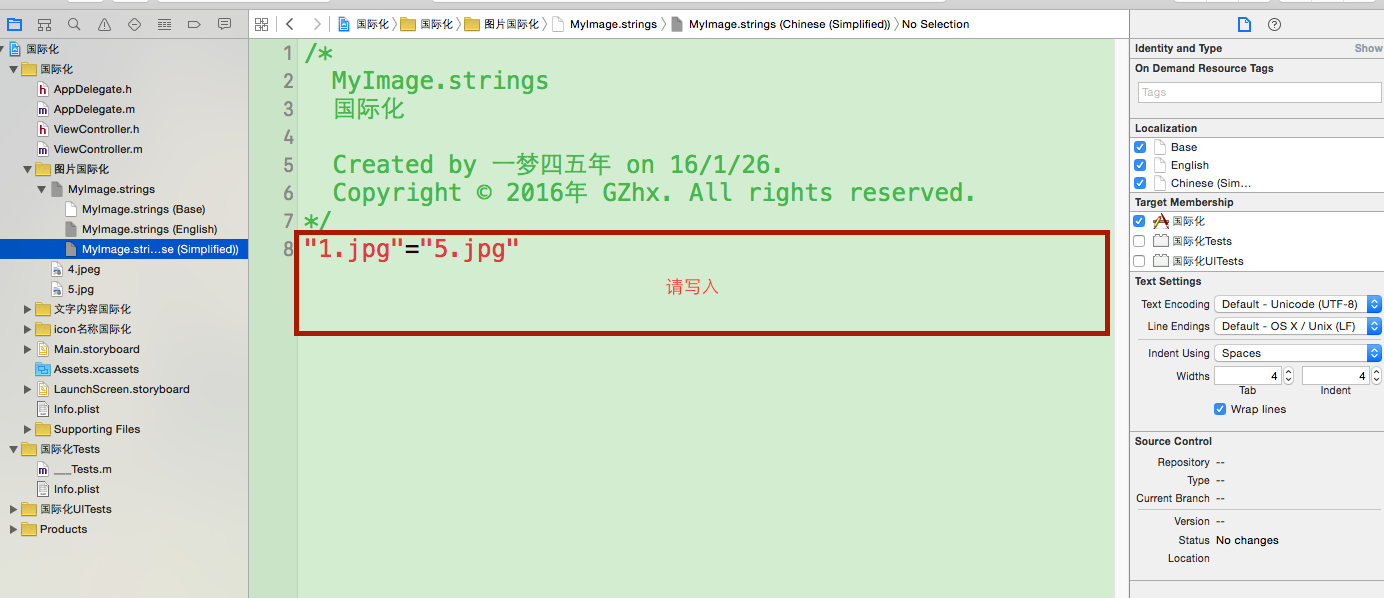 国际化 国际化 图片国际化 MyImage.strings MyImage.strings (Chinese (Simplified)) No Selection
国际化
国际化
AppDelegate.h
AppDelegate.m
ViewController.h
ViewController.m
图片国际化
MyImage.strings
MyImage.strings (Base)
MyImage.strings (English)
MyImage.stri...se (Simplified))
4.jpeg
5.jpg
文字内容国际化
icon名称国际化
Main.storyboard
Assets.xcassets
LaunchScreen.storyboard
Info.plist
Supporting Files
国际化Tests
___Tests.m
Info.plist
国际化UITests
Products
1 /*
2 MyImage.strings
3 国际化
4
5 Created by 一梦四五年 on 16/1/26.
6 Copyright © 2016年 GZhx. All rights reserved.
7 */
8 "1.jpg"="5.jpg"
请写入
Identity and Type Show
On Demand Resource Tags
Tags
Localization
Base
English
Chinese (Sim...
Target Membership
国际化
国际化Tests
国际化UITests
Text Settings
Text Encoding Default - Unicode (UTF-8)
Line Endings Default - OS X / Unix (LF)
Indent Using Spaces
Widths 4 4
Tab Indent
Wrap lines
Source Control
Repository --
Type --
Current Branch --
Version --
Status No changes
Location